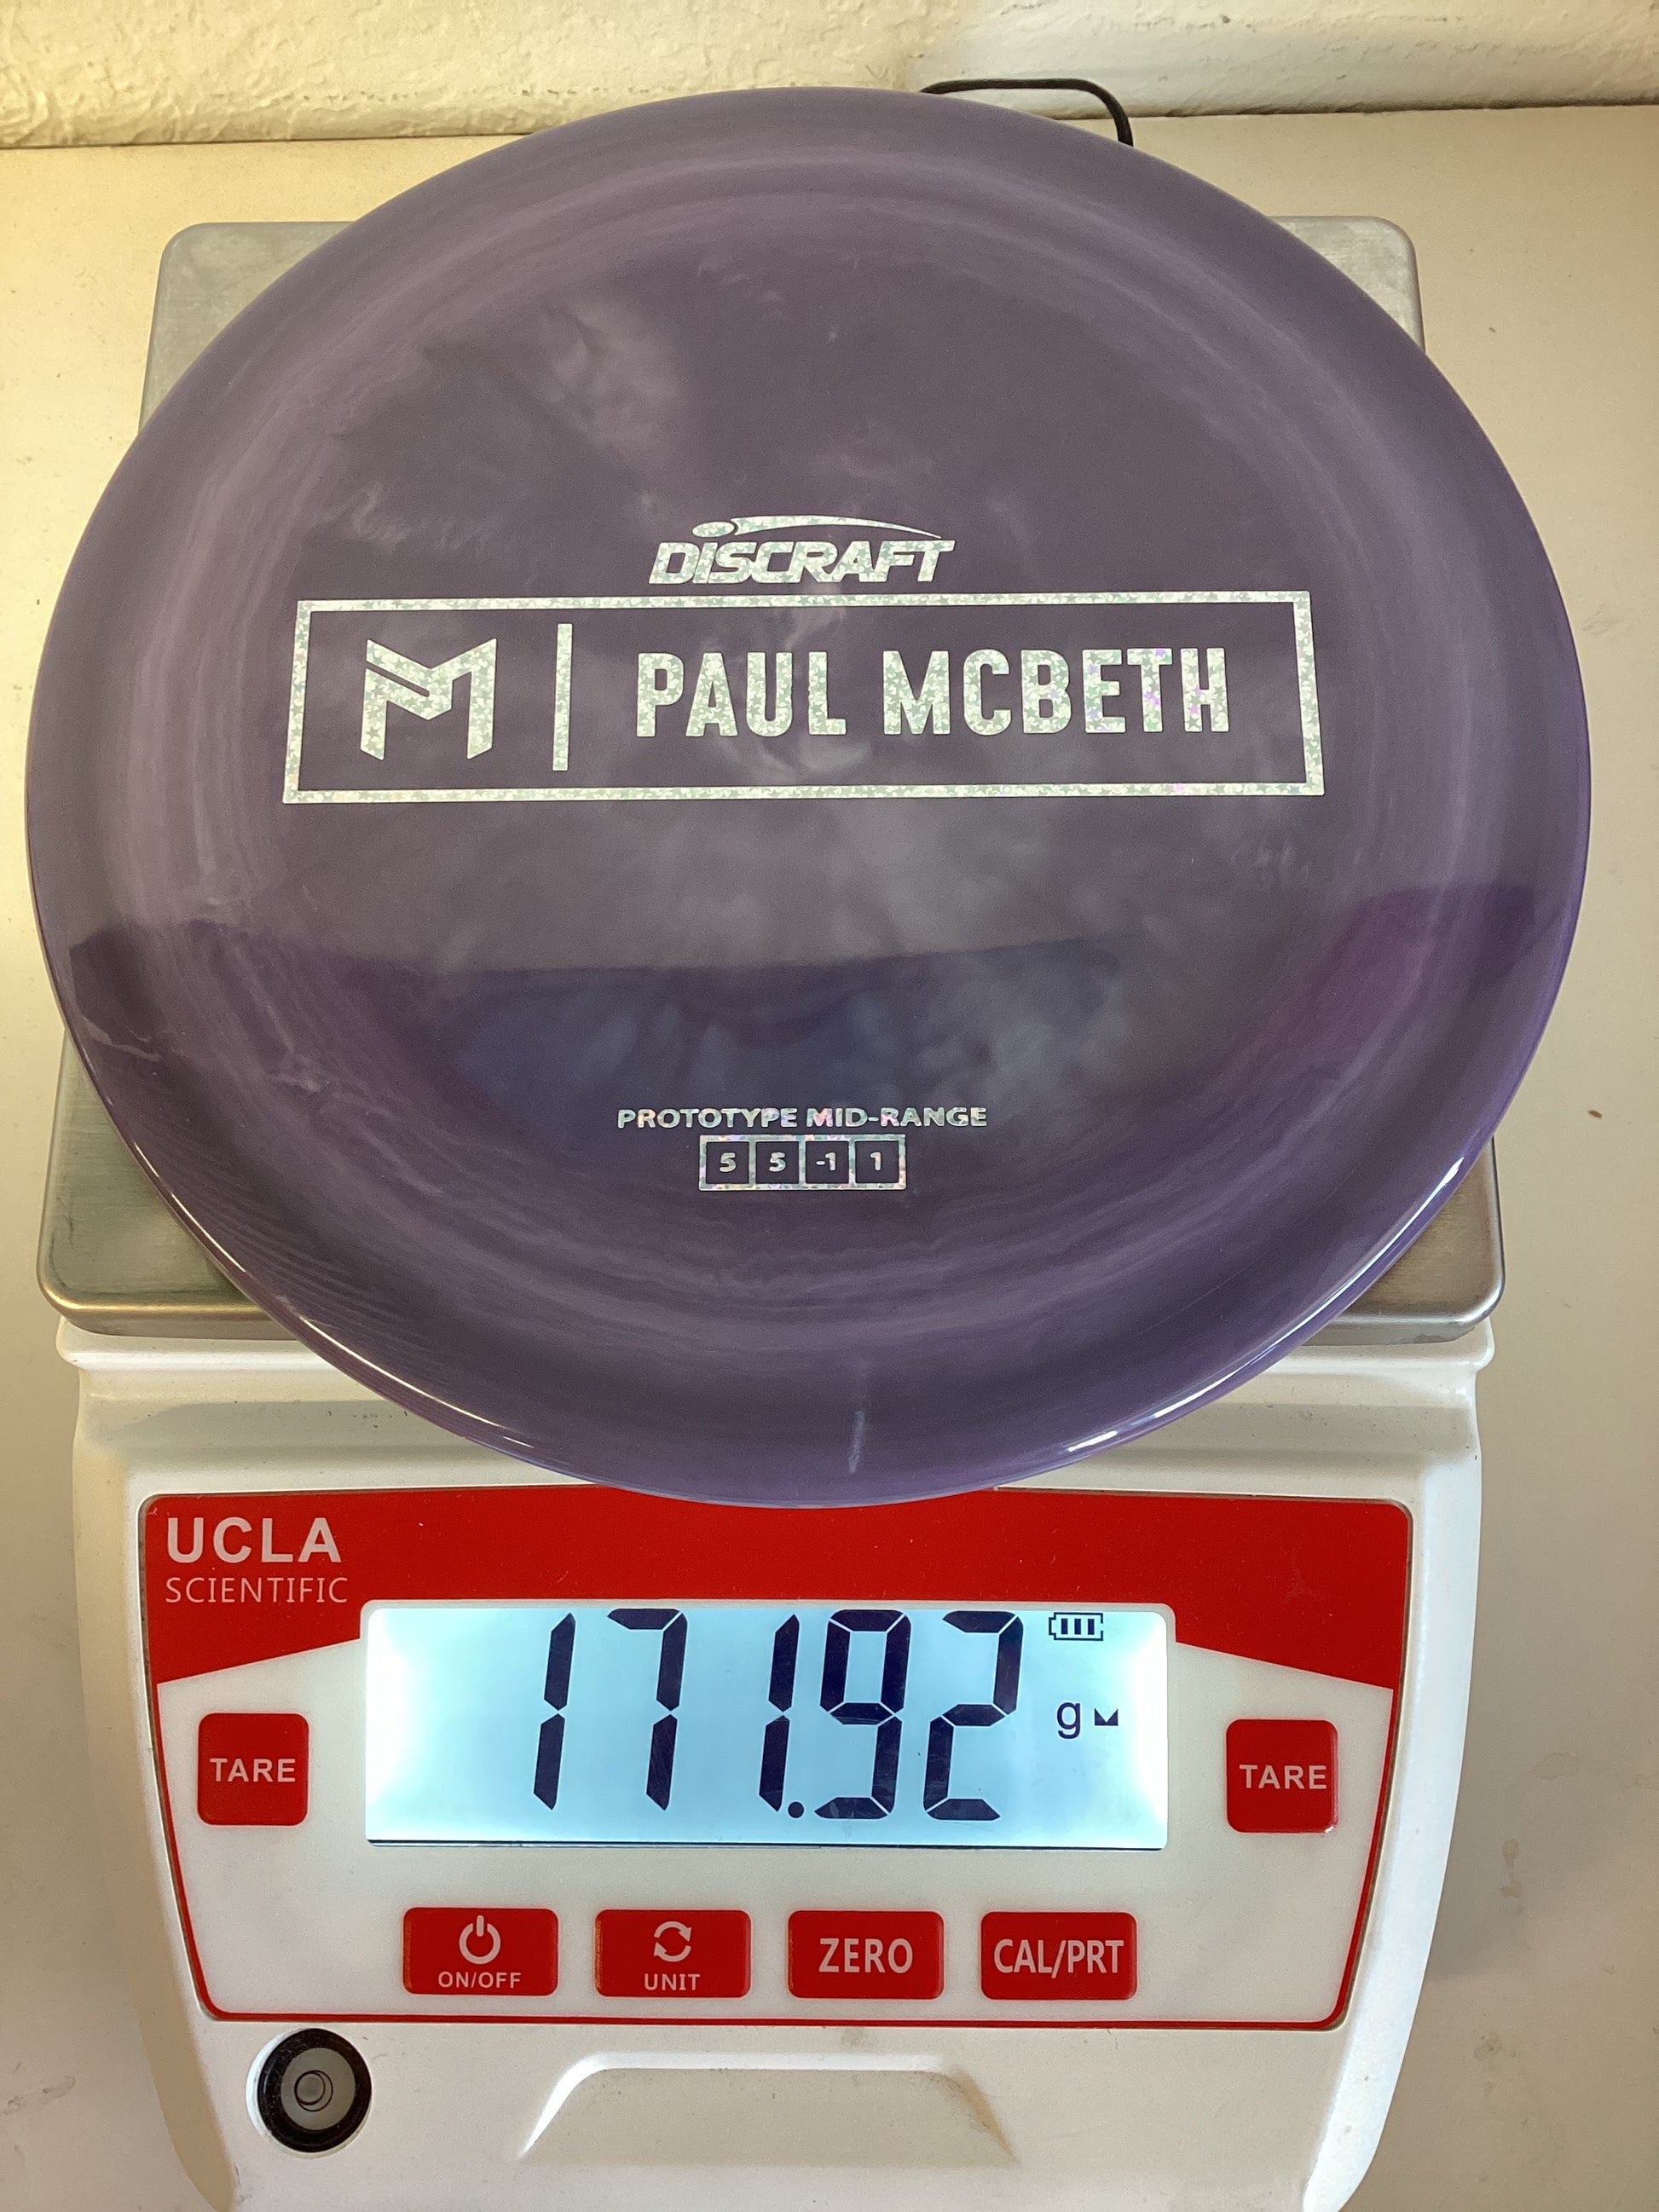 DISCRAFT
M | PAUL MCBETH
PROTOTYPE MID-RANGE
5 5 -1 1
UCLA
SCIENTIFIC
171.92 g
TARE
TARE
ON/OFF
UNIT
ZERO
CAL/PRT